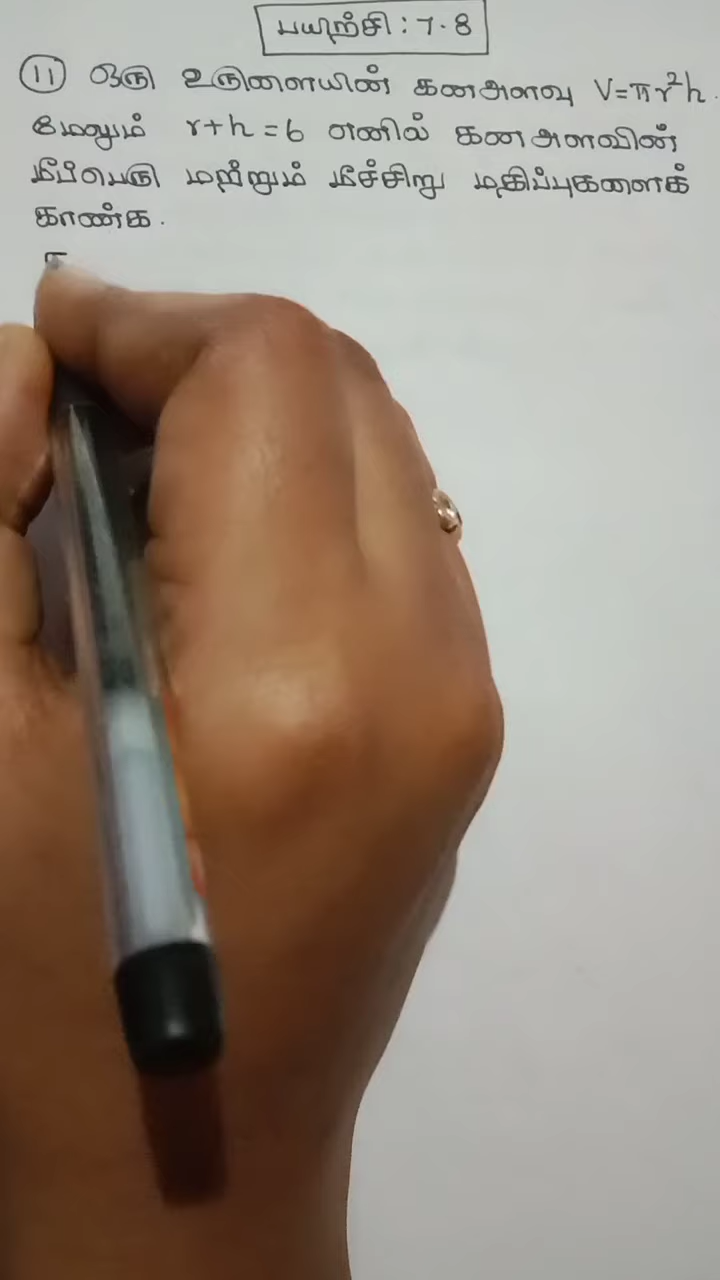 பயிற்சி : 7.8
11 ஒரு உருளையின் கனஅளவு V=πr²h.
மேலும் r+h=6 எனில் கனஅளவின்
மீப்பெரு மற்றும் மீச்சிறு மதிப்புகளைக்
காண்க.